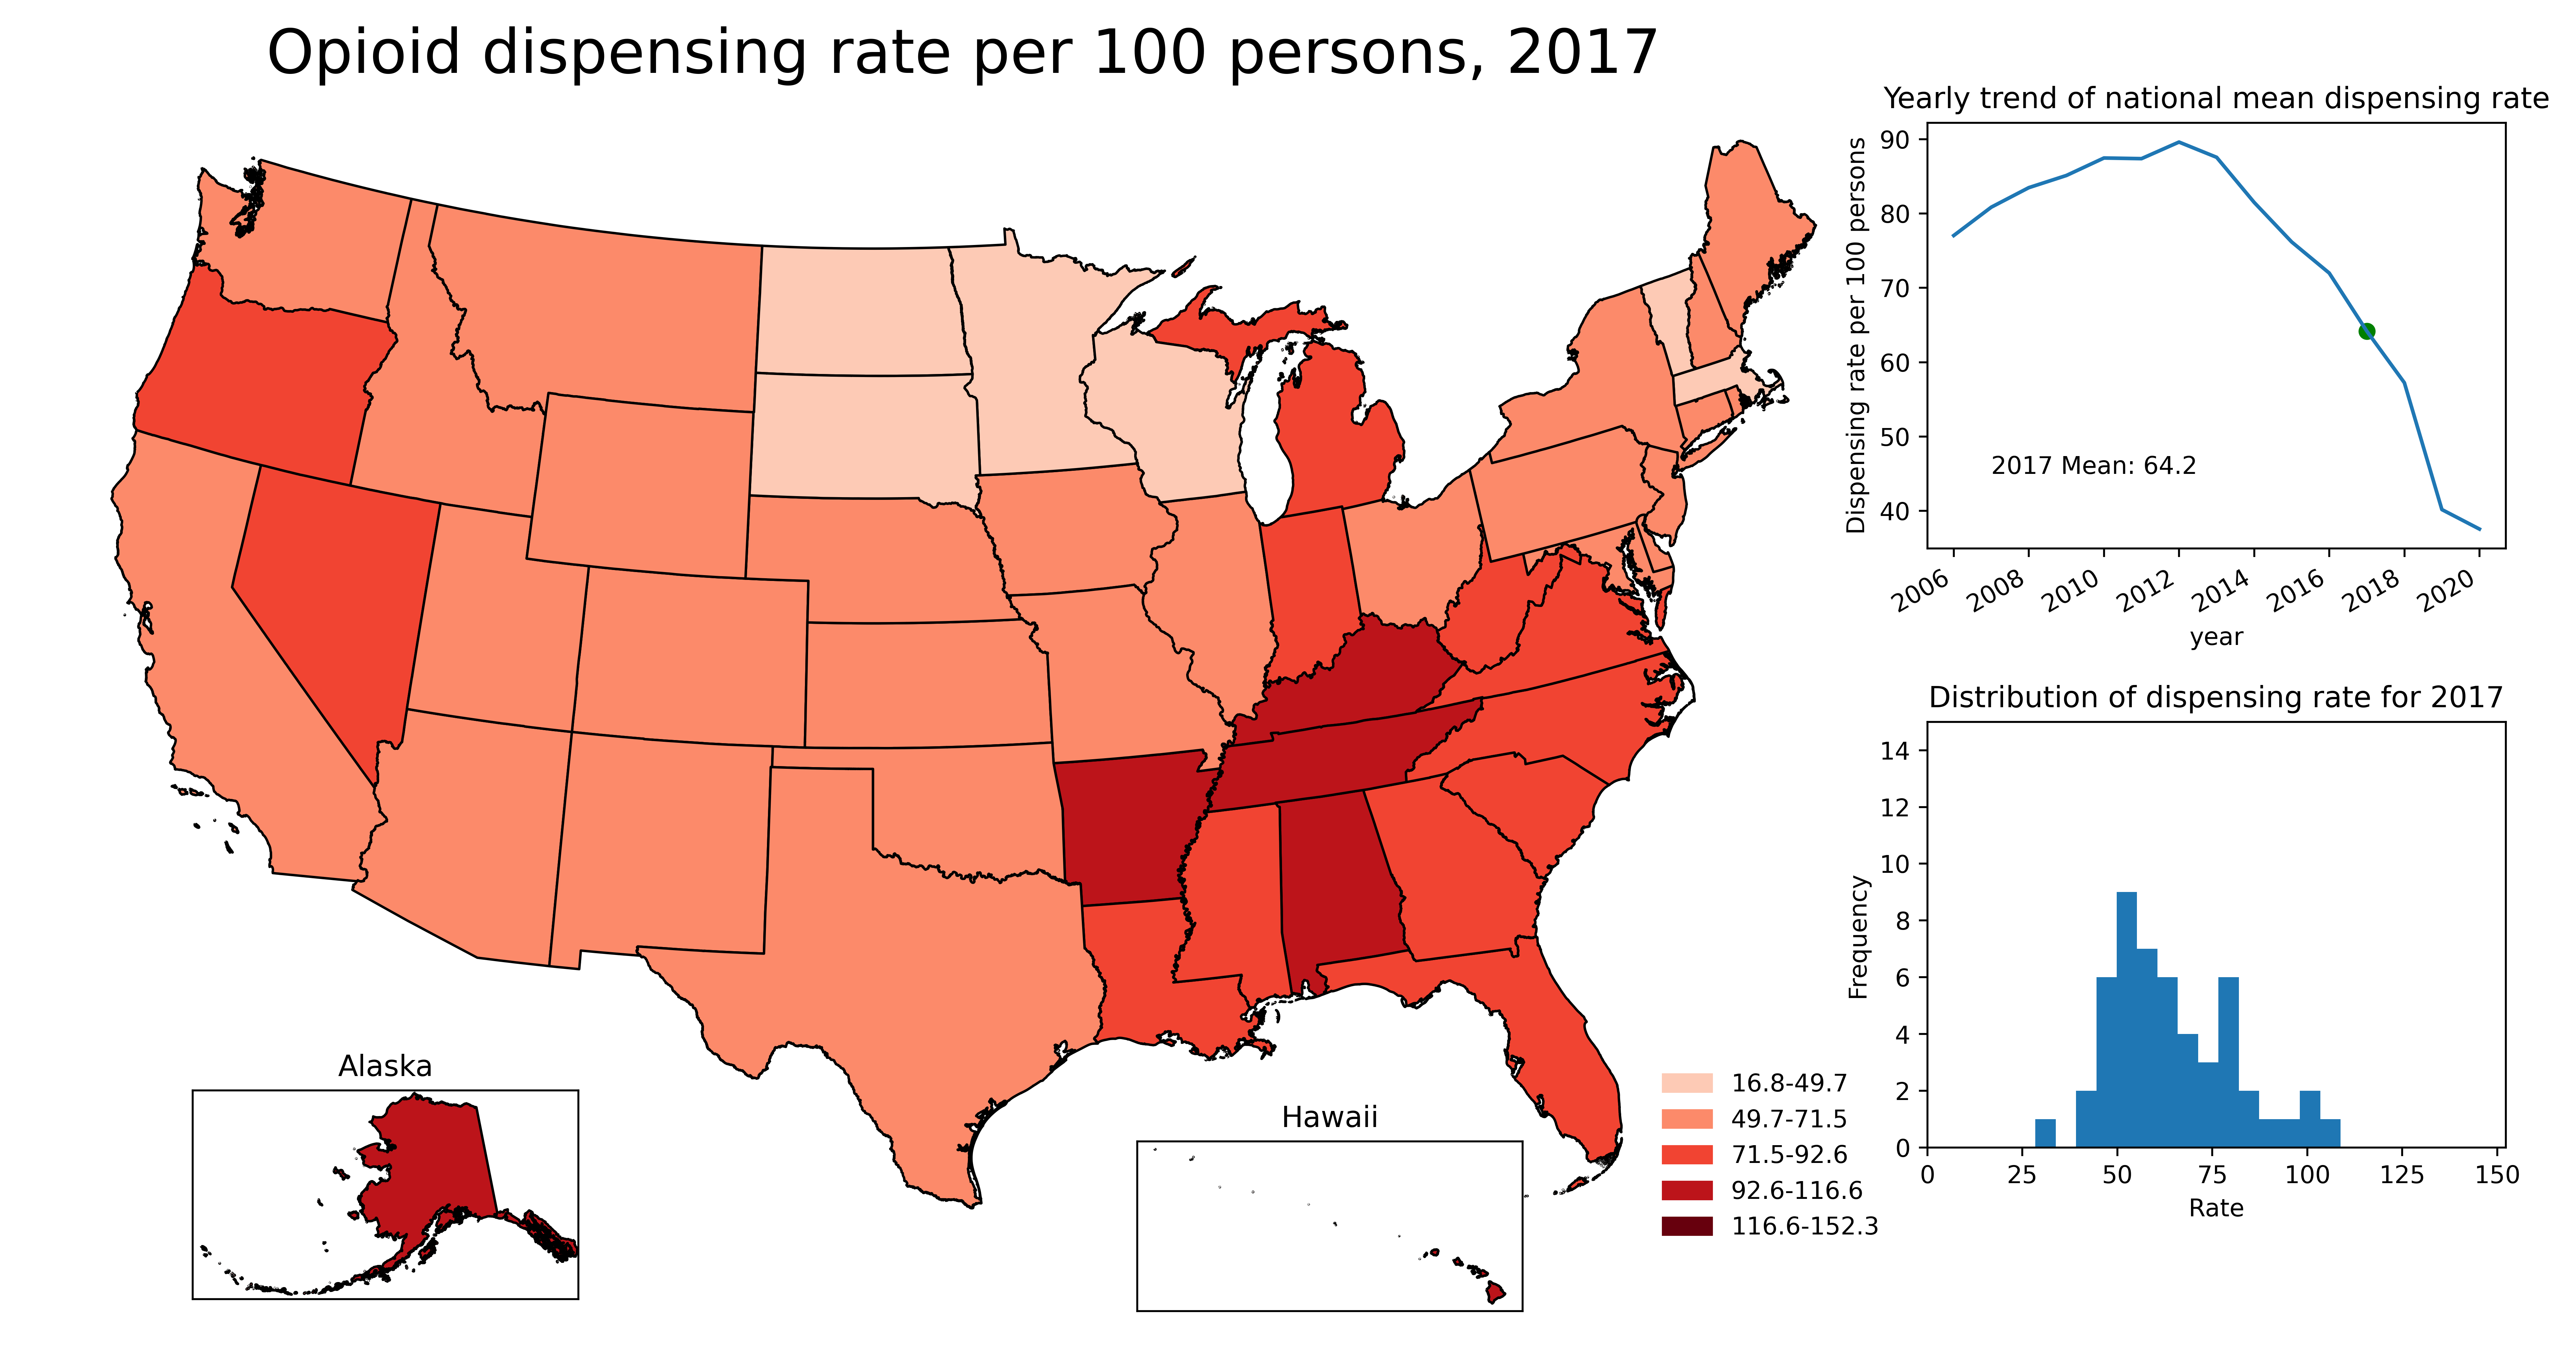 Opioid dispensing rate per 100 persons, 2017
Alaska
Hawaii
16.8-49.7
49.7-71.5
71.5-92.6
92.6-116.6
116.6-152.3
Yearly trend of national mean dispensing rate
Dispensing rate per 100 persons
90
80
70
60
50
40
2017 Mean: 64.2
2006 2008 2010 2012 2014 2016 2018 2020
year
Distribution of dispensing rate for 2017
Frequency
14
12
10
8
6
4
2
0
0 25 50 75 100 125 150
Rate